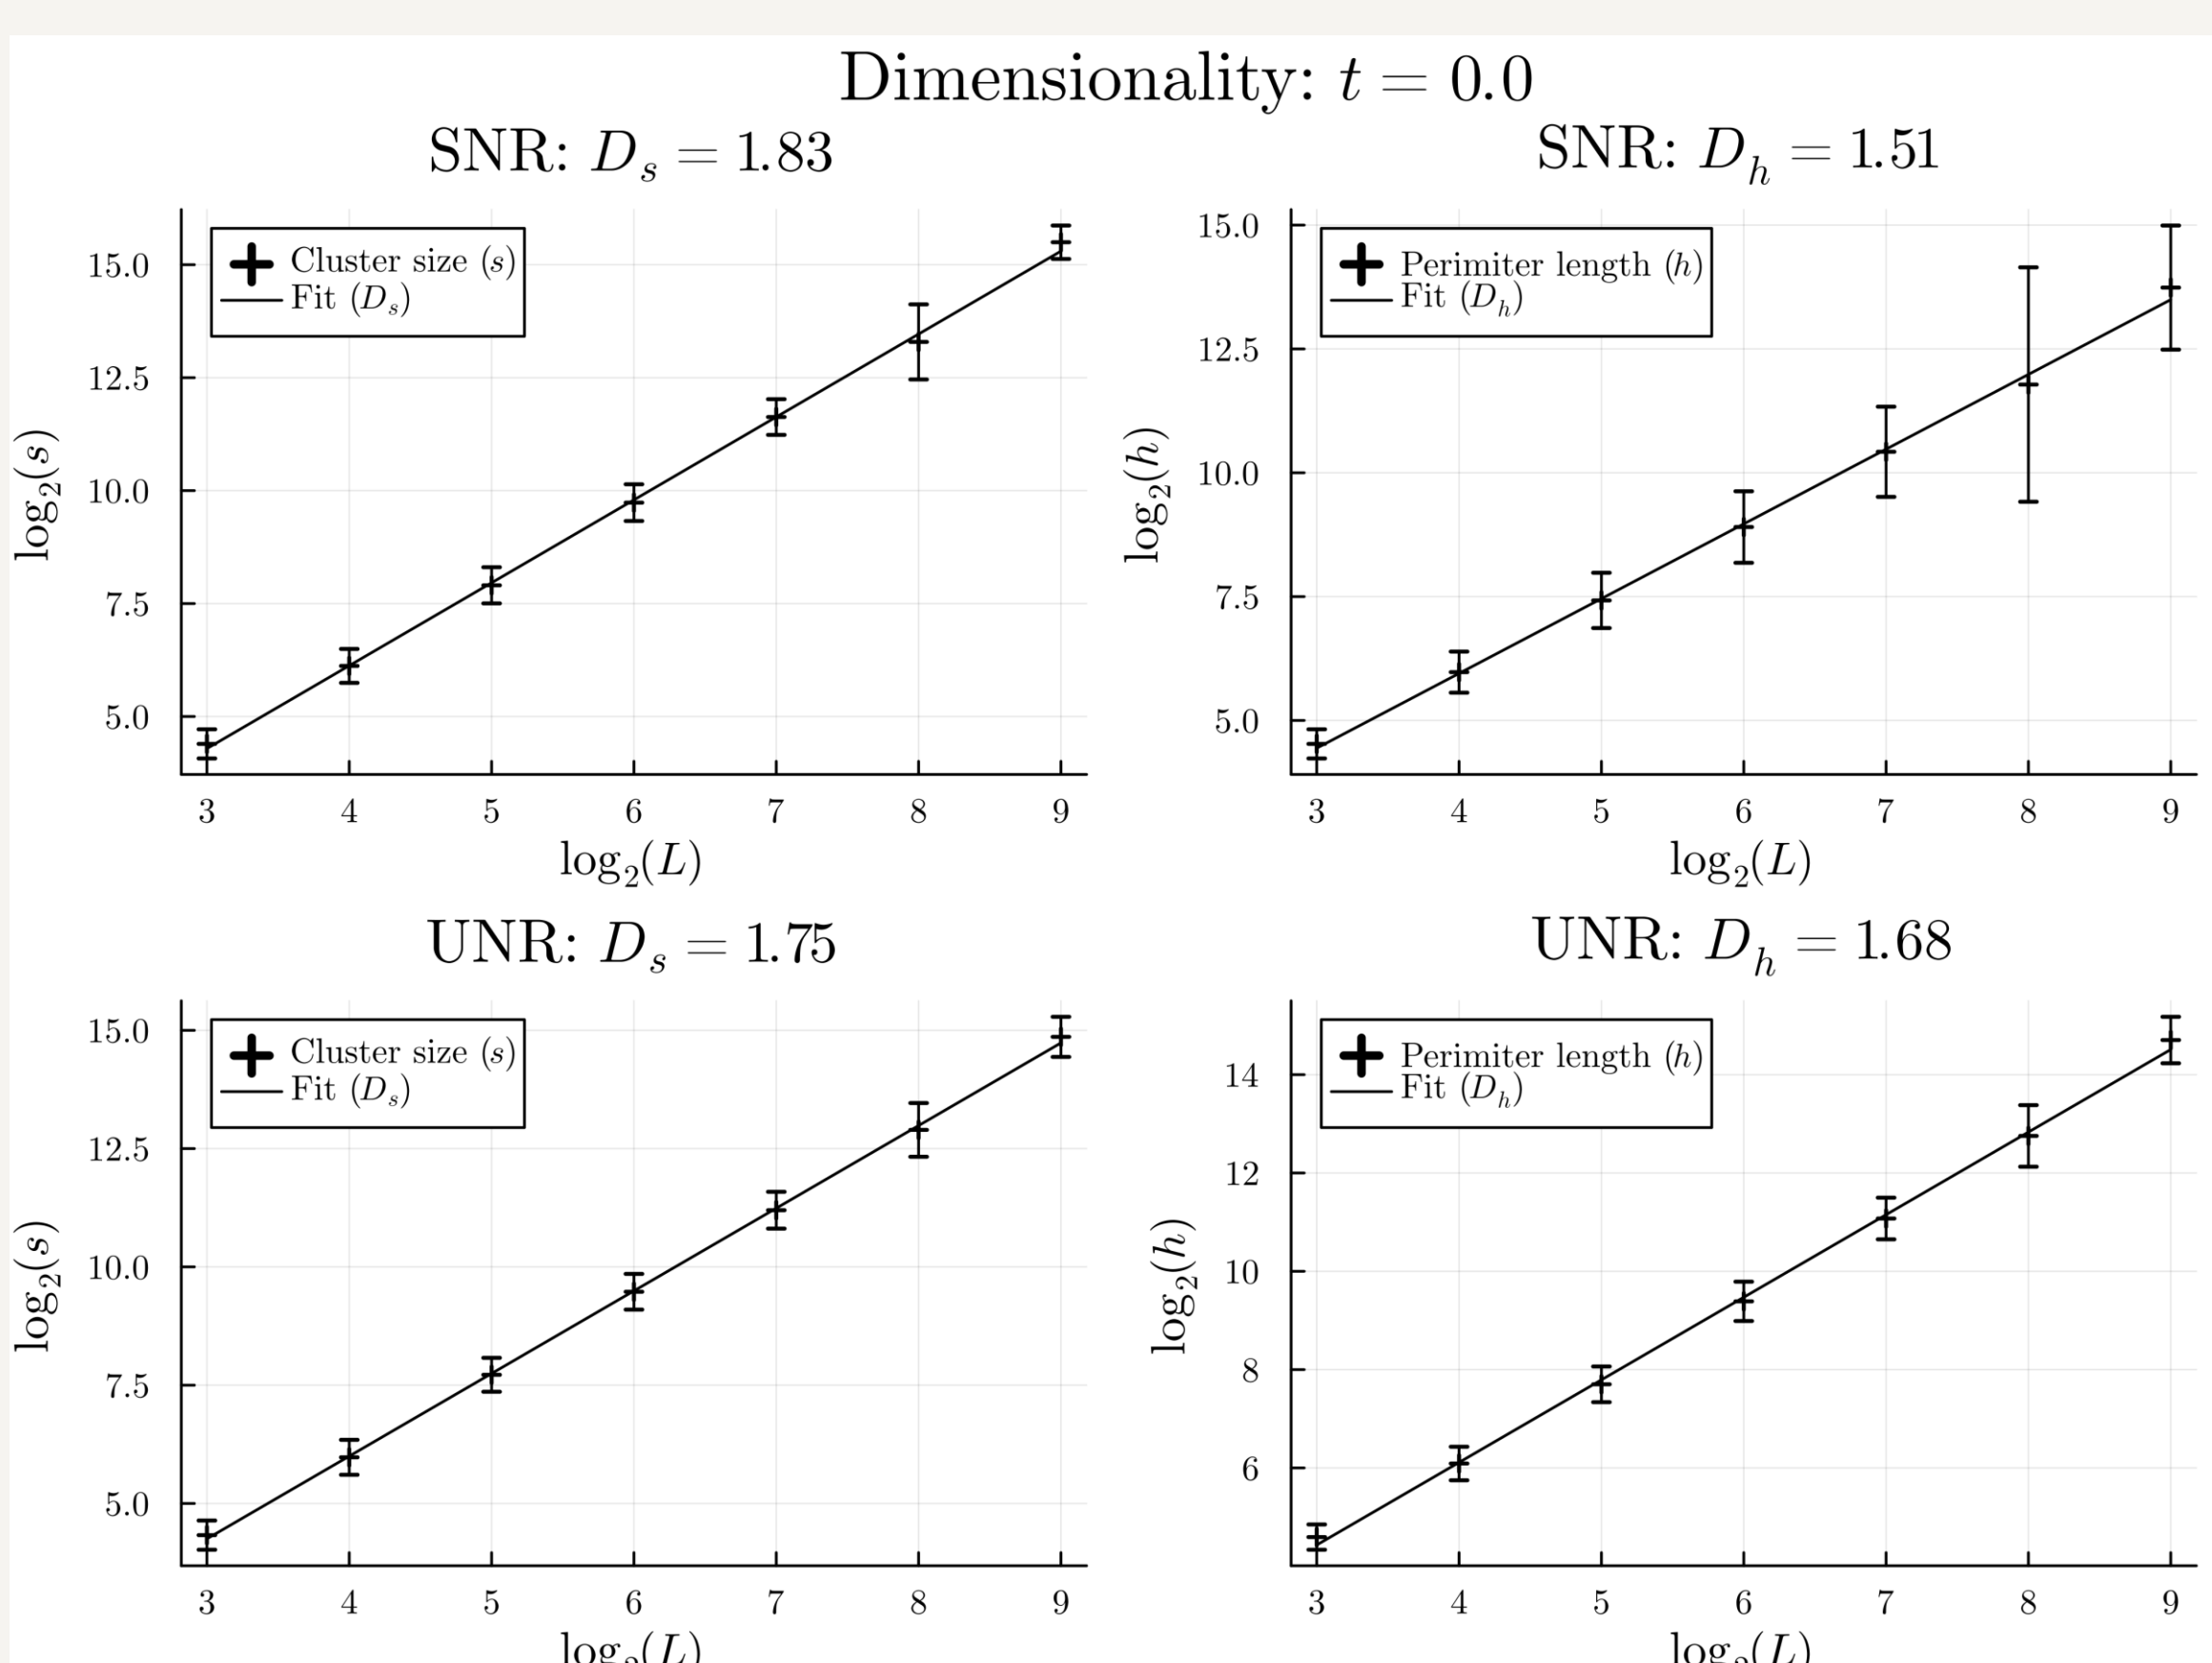 Dimensionality: t = 0.0
SNR: D_s = 1.83
15.0
12.5
10.0
7.5
5.0
log_2(s)
Cluster size (s)
Fit (D_s)
3 4 5 6 7 8 9
log_2(L)
SNR: D_h = 1.51
15.0
12.5
10.0
7.5
5.0
log_2(h)
Perimiter length (h)
Fit (D_h)
3 4 5 6 7 8 9
log_2(L)
UNR: D_s = 1.75
15.0
12.5
10.0
7.5
5.0
log_2(s)
Cluster size (s)
Fit (D_s)
3 4 5 6 7 8 9
log_2(L)
UNR: D_h = 1.68
14
12
10
8
6
log_2(h)
Perimiter length (h)
Fit (D_h)
3 4 5 6 7 8 9
log_2(L)